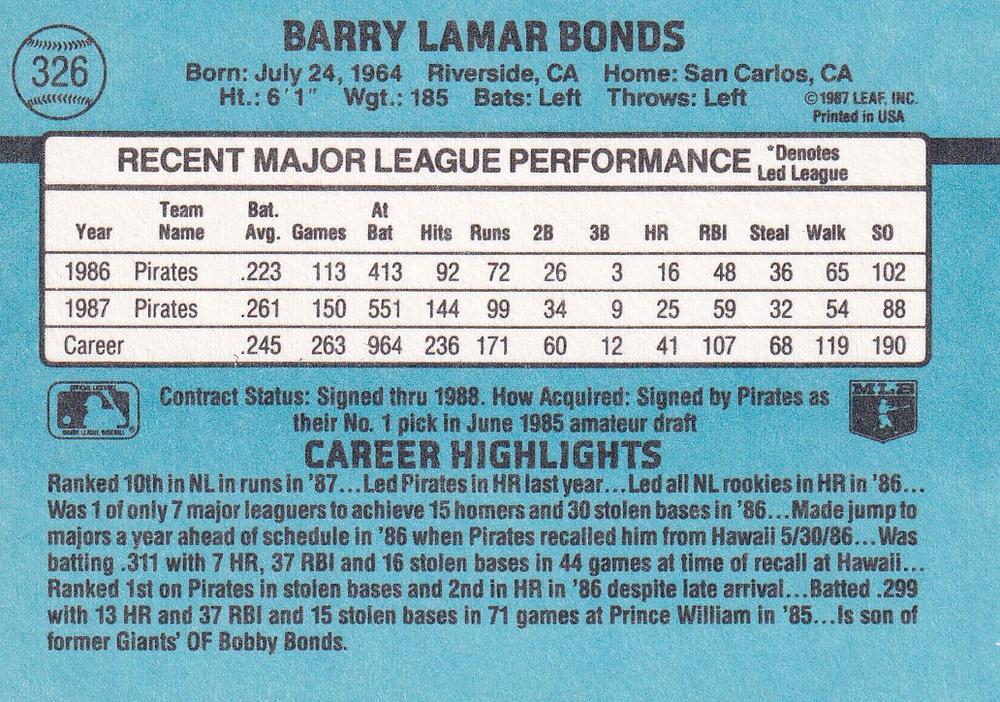 326
BARRY LAMAR BONDS
Born: July 24, 1964 Riverside, CA Home: San Carlos, CA
Ht.: 6'1" Wgt.: 185 Bats: Left Throws: Left
©1987 LEAF, INC.
Printed in USA
RECENT MAJOR LEAGUE PERFORMANCE *Denotes Led League
Year Team Name Bat. Avg. Games At Bat Hits Runs 2B 3B HR RBI Steal Walk SO
1986 Pirates .223 113 413 92 72 26 3 16 48 36 65 102
1987 Pirates .261 150 551 144 99 34 9 25 59 32 54 88
Career .245 263 964 236 171 60 12 41 107 68 119 190
MLB
Contract Status: Signed thru 1988. How Acquired: Signed by Pirates as
their No. 1 pick in June 1985 amateur draft
CAREER HIGHLIGHTS
Ranked 10th in NL in runs in '87...Led Pirates in HR last year...Led all NL rookies in HR in '86...
Was 1 of only 7 major leaguers to achieve 15 homers and 30 stolen bases in '86...Made jump to
majors a year ahead of schedule in '86 when Pirates recalled him from Hawaii 5/30/86...Was
batting .311 with 7 HR, 37 RBI and 16 stolen bases in 44 games at time of recall at Hawaii...
Ranked 1st on Pirates in stolen bases and 2nd in HR in '86 despite late arrival...Batted .299
with 13 HR and 37 RBI and 15 stolen bases in 71 games at Prince William in '85...Is son of
former Giants' OF Bobby Bonds.